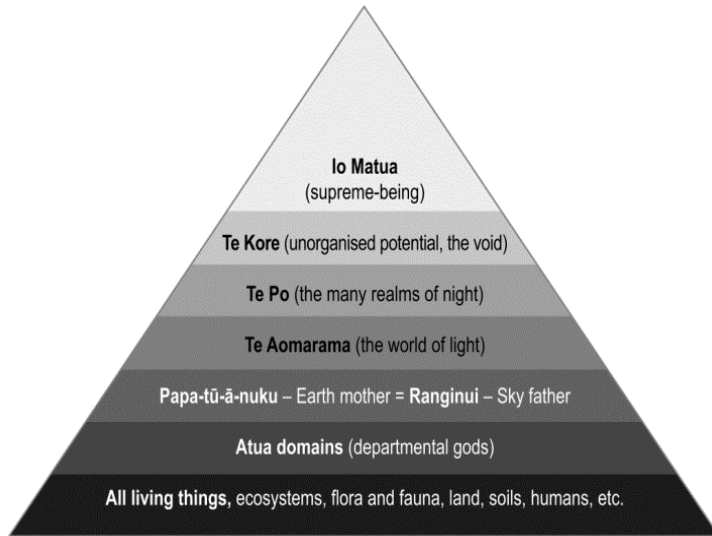 Io Matua
(supreme-being)
Te Kore (unorganised potential, the void)
Te Po (the many realms of night)
Te Aomarama (the world of light)
Papa-tū-ā-nuku – Earth mother = Ranginui – Sky father
Atua domains (departmental gods)
All living things, ecosystems, flora and fauna, land, soils, humans, etc.